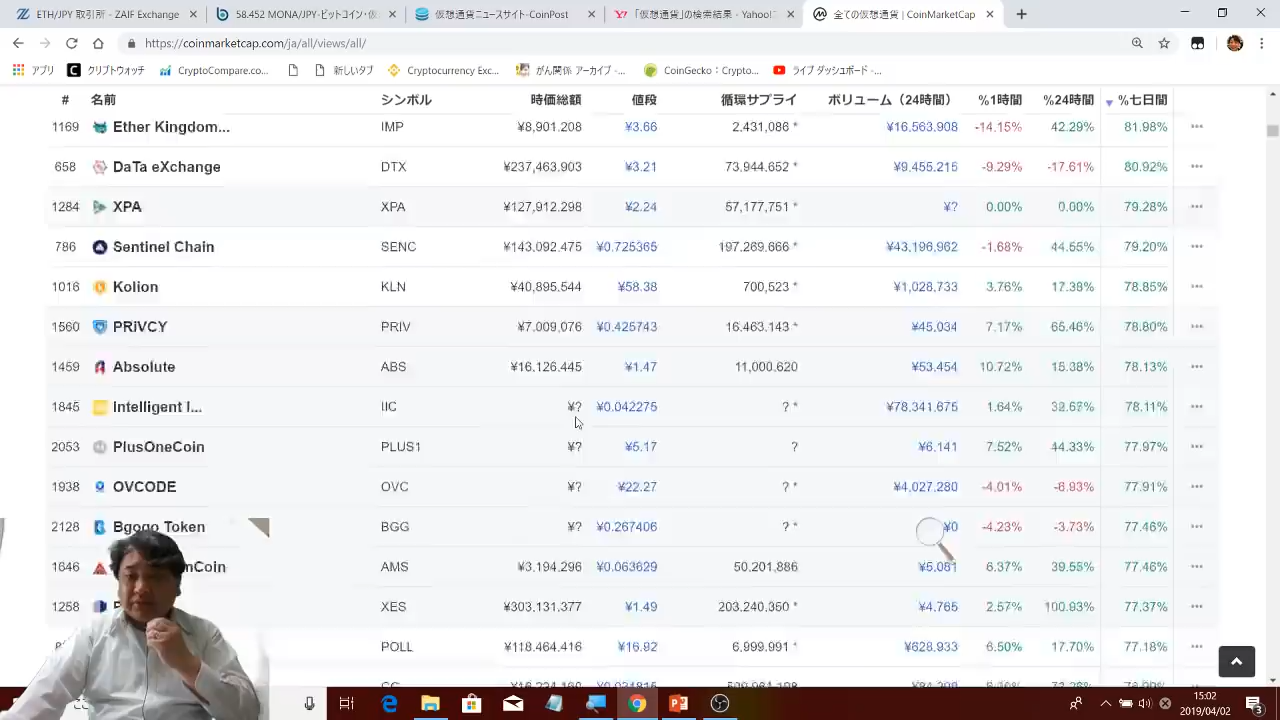 ETH/JPY 取引所 - ZAIF Exchange
58.452 MONA/JPY-ビットコイン・仮
仮想通貨ニュースサイト-CoinPost
「仮想通貨」の検索結果 - Yahoo!ニ
全ての仮想通貨 | CoinMarketCap
https://coinmarketcap.com/ja/all/views/all/
アプリ クリプトウォッチ CryptoCompare.co... 新しいタブ Cryptocurrency Exc... がん関係 アーカイブ -... CoinGecko：Crypto... ライブ ダッシュボード -...
# 名前 シンボル 時価総額 値段 循環サプライ ボリューム（24時間） %1時間 %24時間 %七日間
1169 Ether Kingdom... IMP ¥8,901,208 ¥3.66 2,431,086 * ¥16,563,908 -14.15% 42.29% 81.98%
658 DaTa eXchange DTX ¥237,463,903 ¥3.21 73,944,652 * ¥9,455,215 -9.29% -17.61% 80.92%
1284 XPA XPA ¥127,912,298 ¥2.24 57,177,751 * ¥? 0.00% 0.00% 79.28%
786 Sentinel Chain SENC ¥143,092,475 ¥0.725365 197,269,666 * ¥43,196,962 -1.68% 44.55% 79.20%
1016 Kolion KLN ¥40,895,544 ¥58.38 700,523 * ¥1,028,733 3.76% 17.38% 78.85%
1560 PRiVCY PRIV ¥7,009,076 ¥0.425743 16,463,143 * ¥45,034 7.17% 65.46% 78.80%
1459 Absolute ABS ¥16,126,445 ¥1.47 11,000,620 ¥53,454 10.72% 15.38% 78.13%
1845 Intelligent I... IIC ¥? ¥0.042275 ? * ¥78,341,675 1.64% 32.67% 78.11%
2053 PlusOneCoin PLUS1 ¥? ¥5.17 ? ¥6,141 7.52% 44.33% 77.97%
1938 OVCODE OVC ¥? ¥22.27 ? * ¥4,027,280 -4.01% -6.93% 77.91%
2128 Bgogo Token BGG ¥? ¥0.267406 ? * ¥0 -4.23% -3.73% 77.46%
1646 nCoin AMS ¥3,194,296 ¥0.063629 50,201,886 ¥5,081 6.37% 39.55% 77.46%
1258 XES ¥303,131,377 ¥1.49 203,240,350 * ¥4,765 2.57% 100.93% 77.37%
POLL ¥118,464,416 ¥16.92 6,999,991 * ¥628,933 6.50% 17.70% 77.18%
15:02
2019/04/02